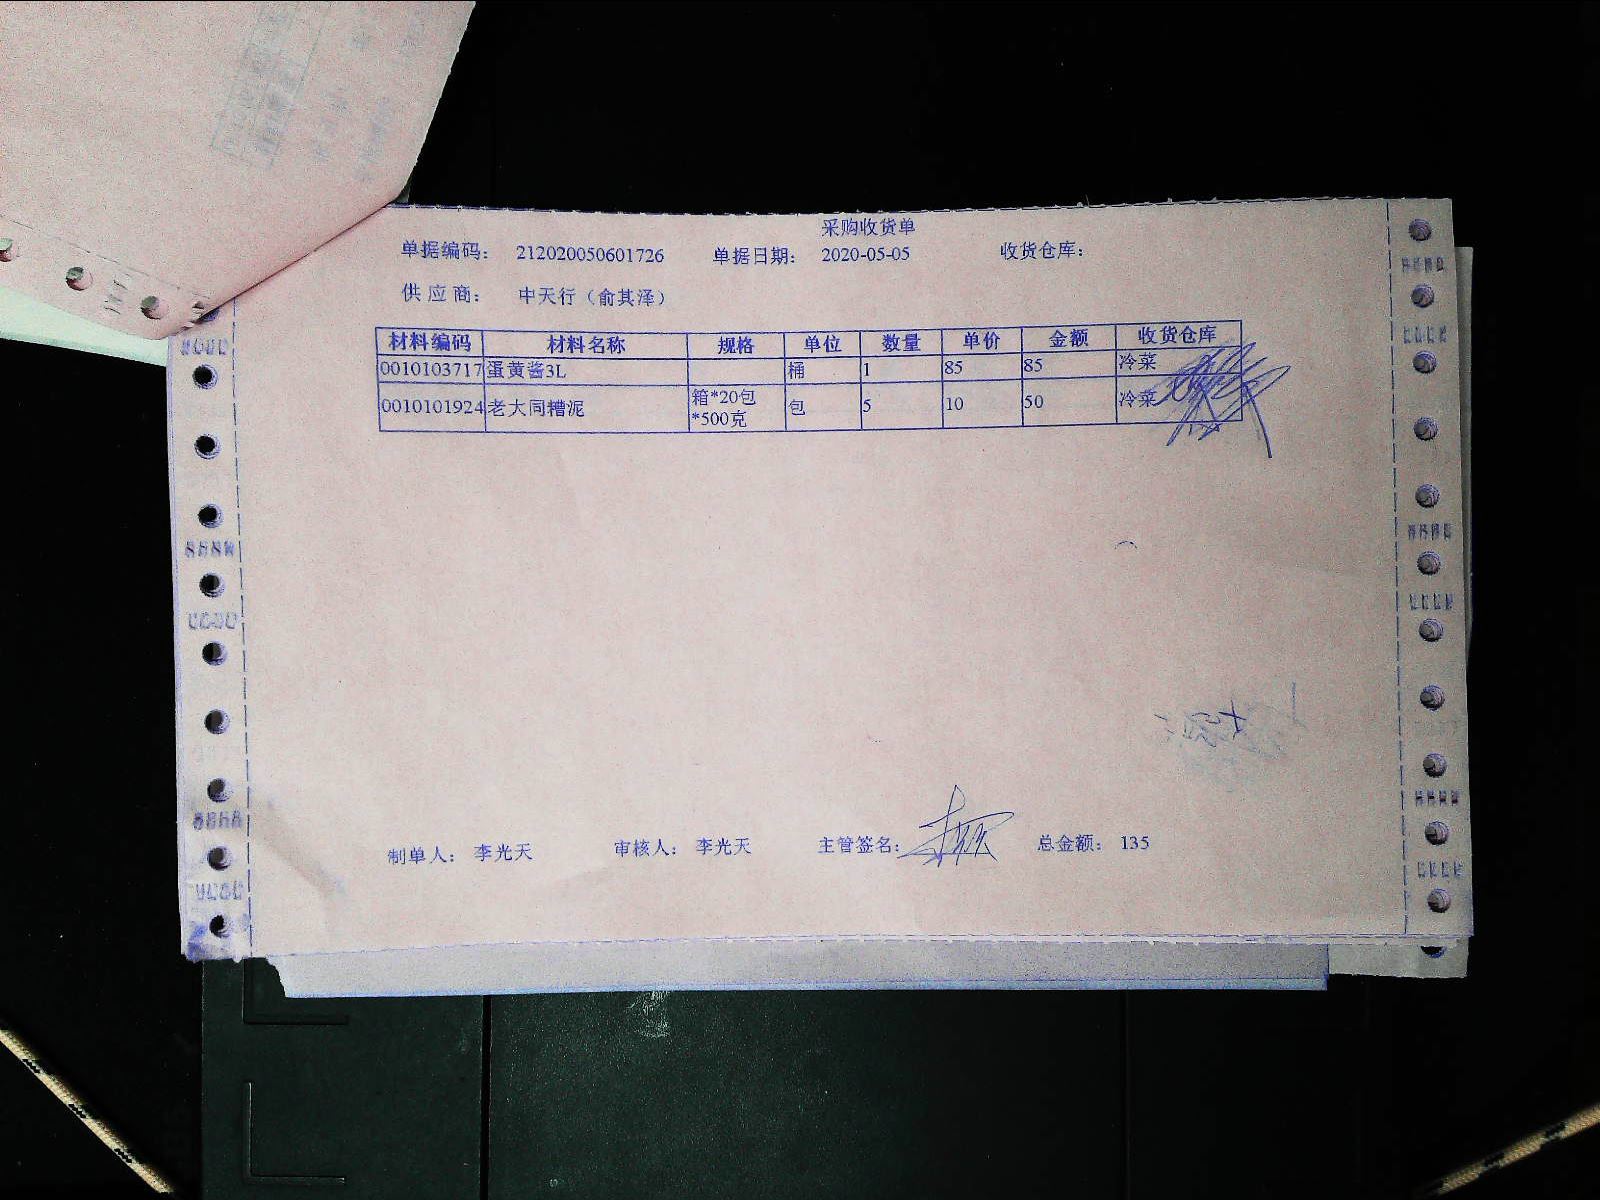 采购收货单
单据编码： 212020050601726 单据日期： 2020-05-05 收货仓库：
供应商： 中天行（俞其泽）
材料编码 材料名称 规格 单位 数量 单价 金额 收货仓库
0010103717 蛋黄酱3L 桶 1 85 85 冷菜
0010101924 老大同糟泥 箱*20包*500克 包 5 10 50 冷菜
制单人： 李光天 审核人： 李光天 主管签名： 总金额： 135